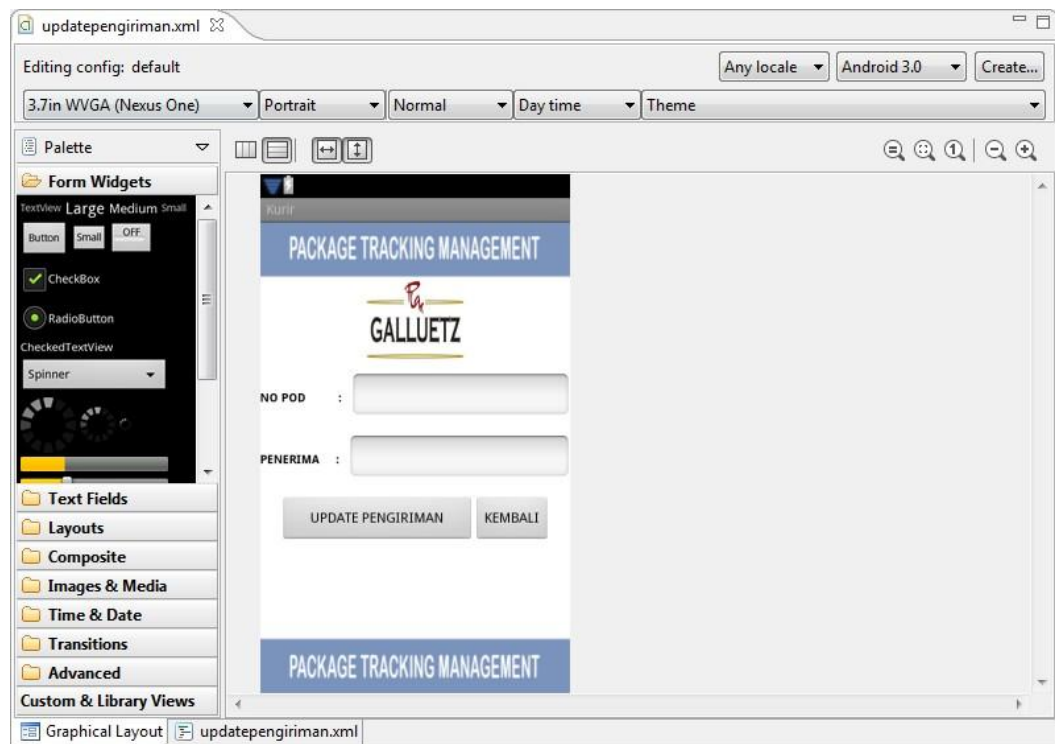 updatepengiriman.xml
Editing config: default
Any locale
Android 3.0
Create...
3.7in WVGA (Nexus One)
Portrait
Normal
Day time
Theme
Palette
Form Widgets
TextView Large Medium Small
Button
Small
OFF
CheckBox
RadioButton
CheckedTextView
Spinner
Text Fields
Layouts
Composite
Images & Media
Time & Date
Transitions
Advanced
Custom & Library Views
Kurir
PACKAGE TRACKING MANAGEMENT
GALLUETZ
NO POD :
PENERIMA :
UPDATE PENGIRIMAN
KEMBALI
PACKAGE TRACKING MANAGEMENT
Graphical Layout
updatepengiriman.xml